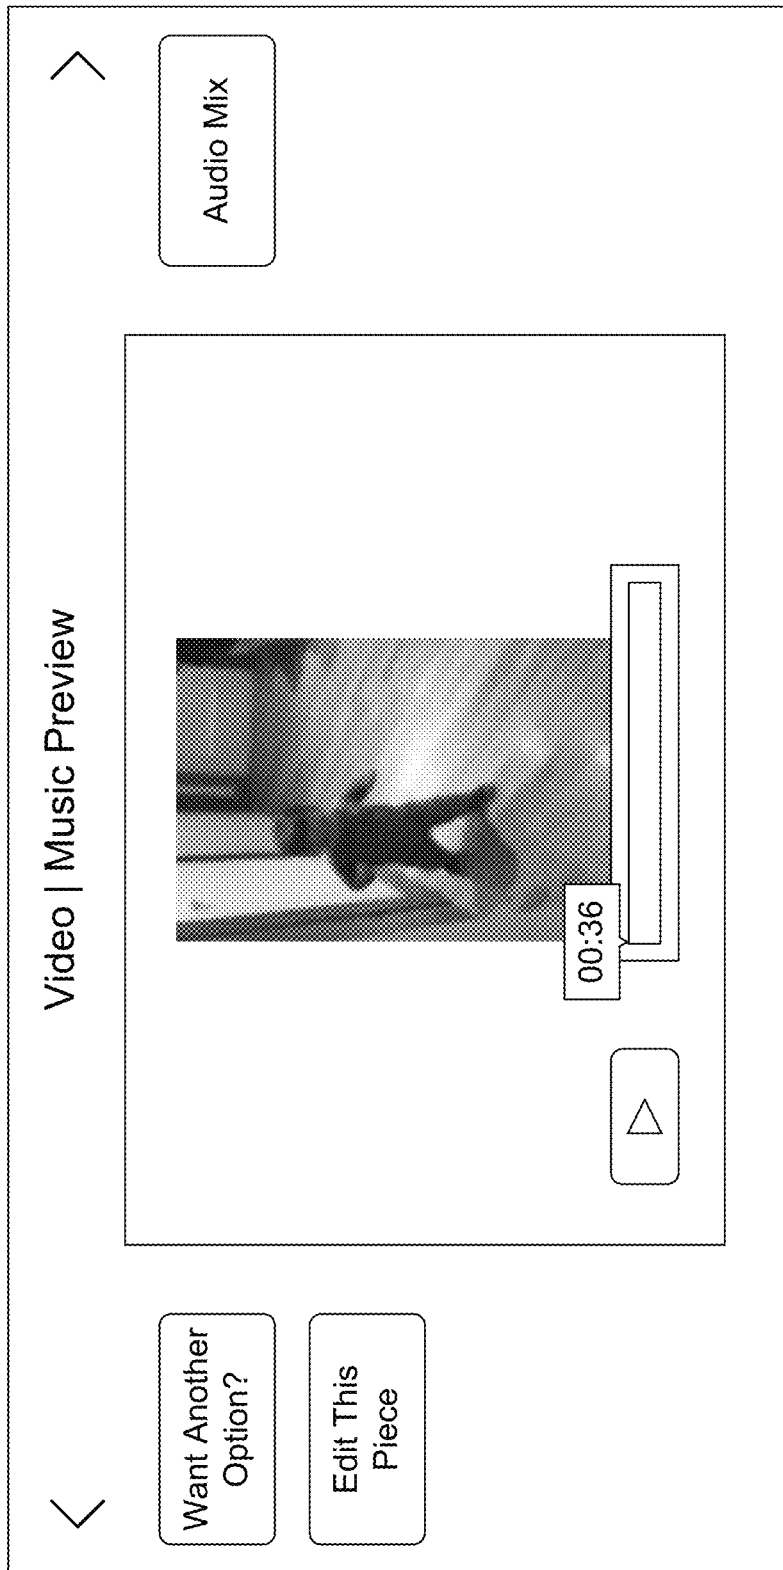 Video | Music Preview
Want Another
Option?
Edit This
Piece
Audio Mix
00:36